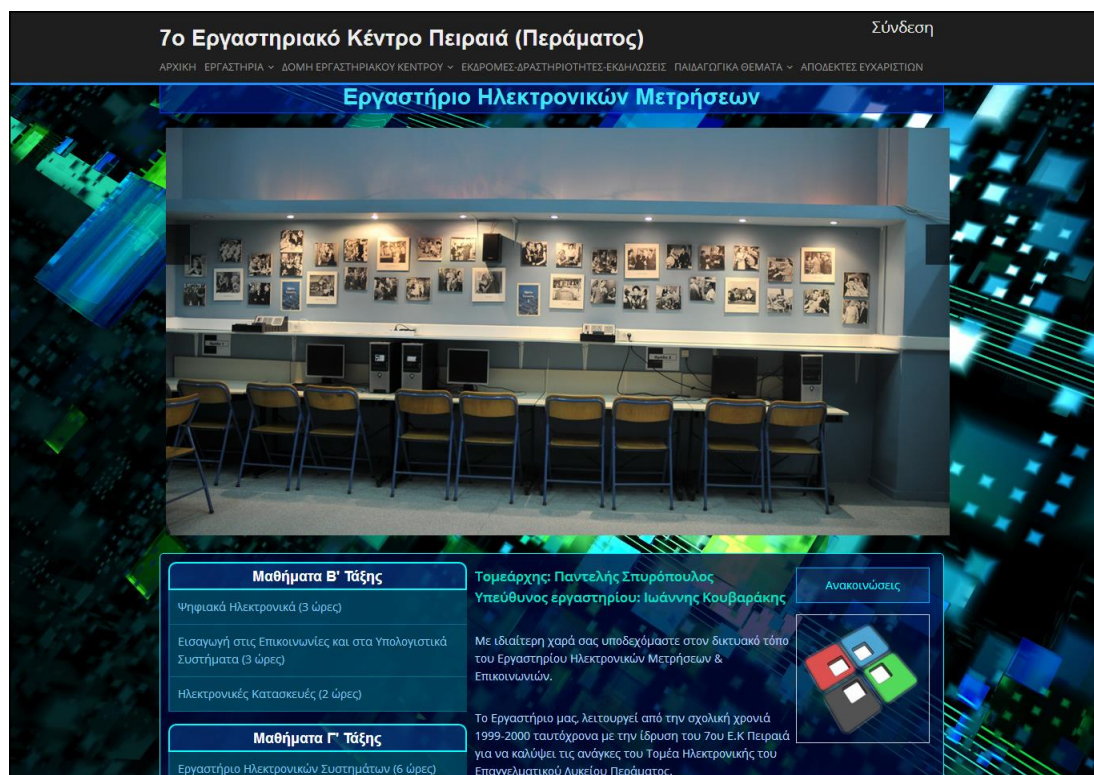 7ο Εργαστηριακό Κέντρο Πειραιά (Περάματος)
Σύνδεση
ΑΡΧΙΚΗ ΕΡΓΑΣΤΗΡΙΑ ΔΟΜΗ ΕΡΓΑΣΤΗΡΙΑΚΟΥ ΚΕΝΤΡΟΥ ΕΚΔΡΟΜΕΣ-ΔΡΑΣΤΗΡΙΟΤΗΤΕΣ-ΕΚΔΗΛΩΣΕΙΣ ΠΑΙΔΑΓΩΓΙΚΑ ΘΕΜΑΤΑ ΑΠΟΔΕΚΤΕΣ ΕΥΧΑΡΙΣΤΙΩΝ
Εργαστήριο Ηλεκτρονικών Μετρήσεων
Μαθήματα Β' Τάξης
Ψηφιακά Ηλεκτρονικά (3 ώρες)
Εισαγωγή στις Επικοινωνίες και στα Υπολογιστικά
Συστήματα (3 ώρες)
Ηλεκτρονικές Κατασκευές (2 ώρες)
Μαθήματα Γ' Τάξης
Εργαστήριο Ηλεκτρονικών Συστημάτων (6 ώρες)
Τομεάρχης: Παντελής Σπυρόπουλος
Υπεύθυνος εργαστηρίου: Ιωάννης Κουβαράκης
Με ιδιαίτερη χαρά σας υποδεχόμαστε στον δικτυακό τόπο
του Εργαστηρίου Ηλεκτρονικών Μετρήσεων &
Επικοινωνιών.
Το Εργαστήριο μας, λειτουργεί από την σχολική χρονιά
1999-2000 ταυτόχρονα με την ίδρυση του 7ου Ε.Κ Πειραιά
για να καλύψει τις ανάγκες του Τομέα Ηλεκτρονικής του
Επαγγελματικού Λυκείου Περάματος.
Ανακοινώσεις